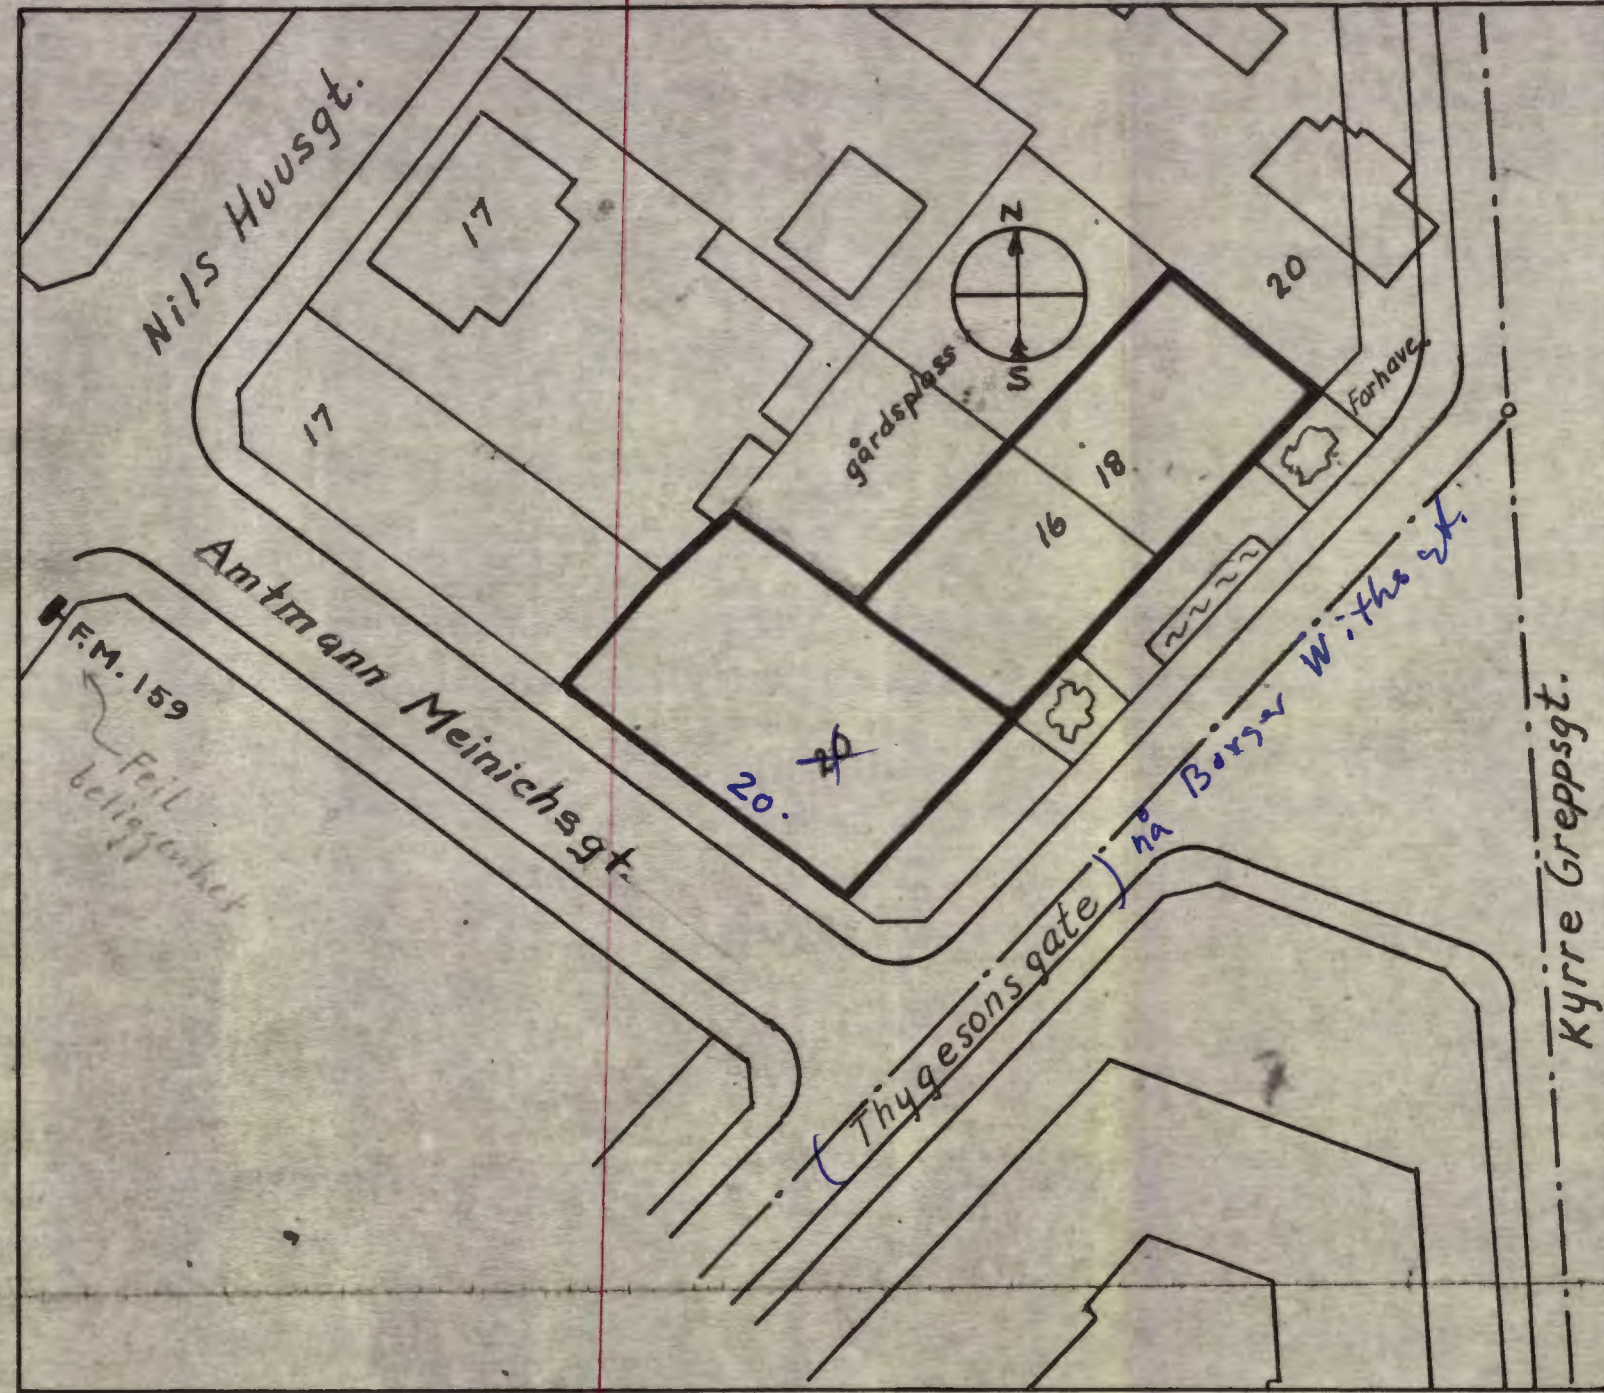 Nils Huusgt.
17
17
N
S
gårdsplass
20
Forhave.
18
16
F.M. 159
Feil
beliggenhet
Amtmann Meinichsgt.
20
20.
(Thygesonsgate) nå Borger Withs gt.
Kyrre Greppsgt.